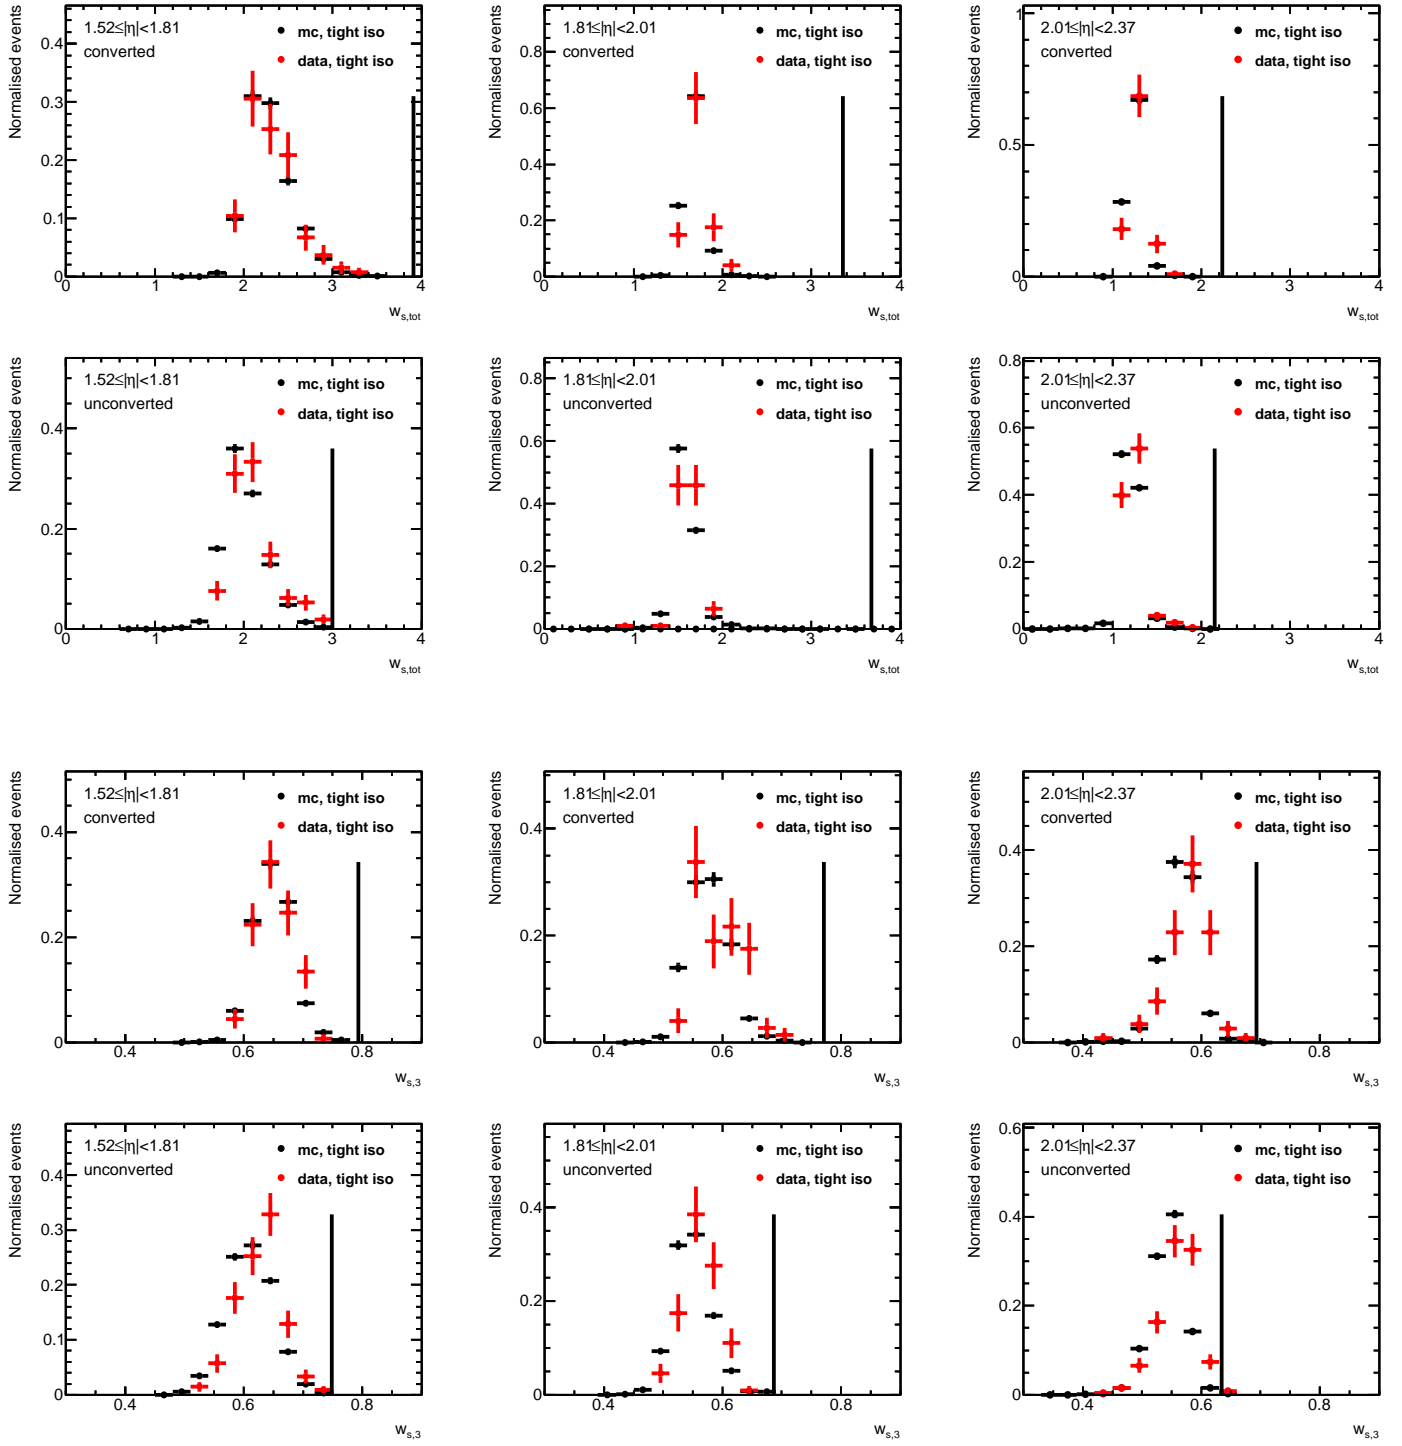 Normalised events
1.52≤|η|<1.81
converted
mc, tight iso
data, tight iso
0.4
0.3
0.2
0.1
0
0 1 2 3 4
w_s,tot
Normalised events
1.81≤|η|<2.01
converted
mc, tight iso
data, tight iso
0.8
0.6
0.4
0.2
0
0 1 2 3 4
w_s,tot
Normalised events
2.01≤|η|<2.37
converted
mc, tight iso
data, tight iso
1
0.5
0
0 1 2 3 4
w_s,tot
Normalised events
1.52≤|η|<1.81
unconverted
mc, tight iso
data, tight iso
0.4
0.2
0
0 1 2 3 4
w_s,tot
Normalised events
1.81≤|η|<2.01
unconverted
mc, tight iso
data, tight iso
0.8
0.6
0.4
0.2
0
0 1 2 3 4
w_s,tot
Normalised events
2.01≤|η|<2.37
unconverted
mc, tight iso
data, tight iso
0.8
0.6
0.4
0.2
0
0 1 2 3 4
w_s,tot
Normalised events
1.52≤|η|<1.81
converted
mc, tight iso
data, tight iso
0.4
0.2
0
0.4 0.6 0.8
w_s,3
Normalised events
1.81≤|η|<2.01
converted
mc, tight iso
data, tight iso
0.4
0.2
0
0.4 0.6 0.8
w_s,3
Normalised events
2.01≤|η|<2.37
converted
mc, tight iso
data, tight iso
0.4
0.2
0
0.4 0.6 0.8
w_s,3
Normalised events
1.52≤|η|<1.81
unconverted
mc, tight iso
data, tight iso
0.4
0.3
0.2
0.1
0
0.4 0.6 0.8
w_s,3
Normalised events
1.81≤|η|<2.01
unconverted
mc, tight iso
data, tight iso
0.4
0.2
0
0.4 0.6 0.8
w_s,3
Normalised events
2.01≤|η|<2.37
unconverted
mc, tight iso
data, tight iso
0.6
0.4
0.2
0
0.4 0.6 0.8
w_s,3